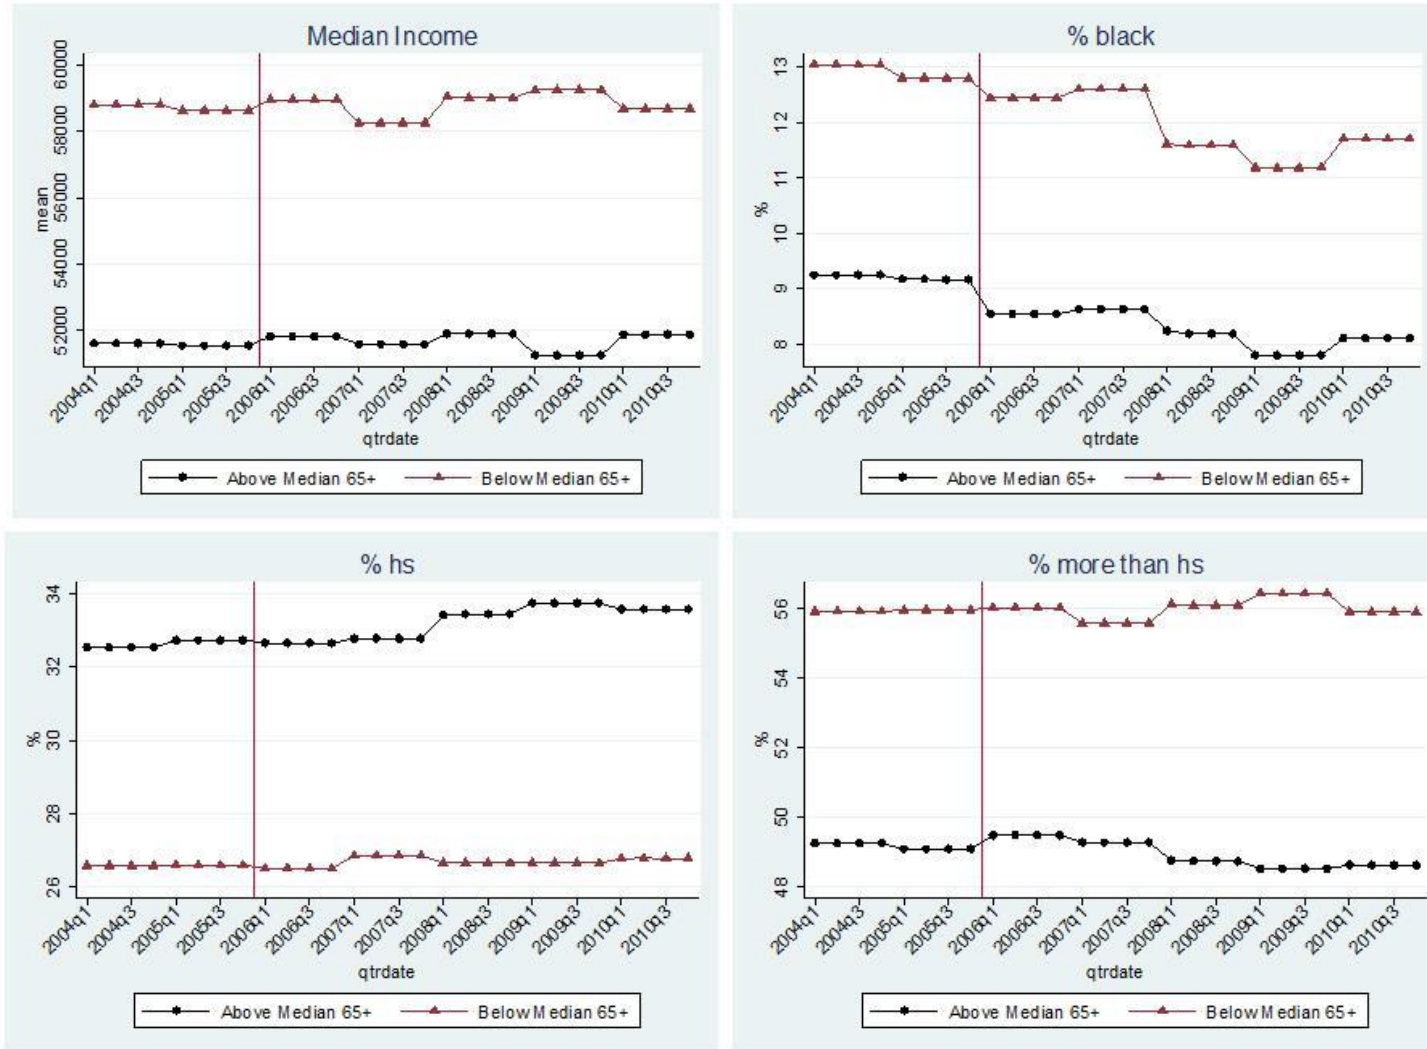 Median Income
mean
60000
58000
56000
54000
52000
2004q1 2004q3 2005q1 2005q3 2006q1 2006q3 2007q1 2007q3 2008q1 2008q3 2009q1 2009q3 2010q1 2010q3
qtrdate
Above Median 65+ Below Median 65+
% black
%
13
12
11
10
9
8
2004q1 2004q3 2005q1 2005q3 2006q1 2006q3 2007q1 2007q3 2008q1 2008q3 2009q1 2009q3 2010q1 2010q3
qtrdate
Above Median 65+ Below Median 65+
% hs
%
34
32
30
28
26
2004q1 2004q3 2005q1 2005q3 2006q1 2006q3 2007q1 2007q3 2008q1 2008q3 2009q1 2009q3 2010q1 2010q3
qtrdate
Above Median 65+ Below Median 65+
% more than hs
%
56
54
52
50
48
2004q1 2004q3 2005q1 2005q3 2006q1 2006q3 2007q1 2007q3 2008q1 2008q3 2009q1 2009q3 2010q1 2010q3
qtrdate
Above Median 65+ Below Median 65+